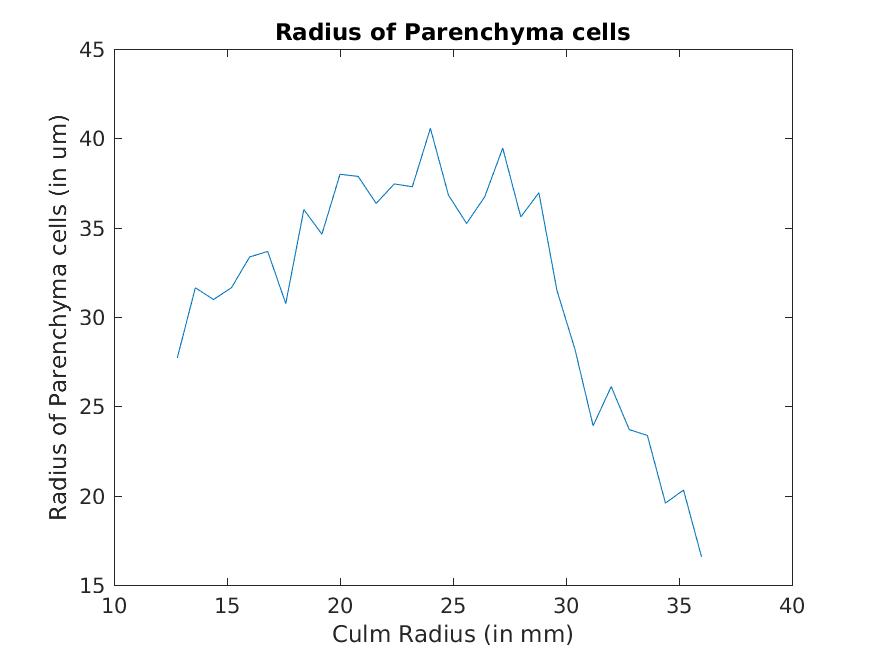 Radius of Parenchyma cells
45
40
35
30
25
20
15
Radius of Parenchyma cells (in um)
10 15 20 25 30 35 40
Culm Radius (in mm)